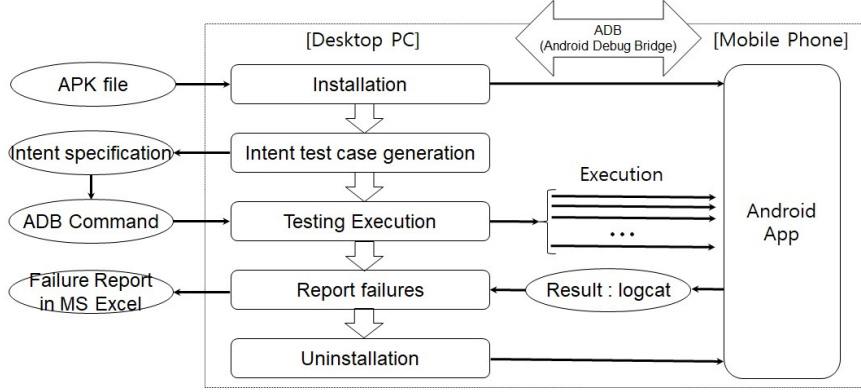 [Desktop PC]
ADB
(Android Debug Bridge)
[Mobile Phone]
APK file
Installation
Intent specification
Intent test case generation
Execution
ADB Command
Testing Execution
...
Android
App
Failure Report
in MS Excel
Report failures
Result : logcat
Uninstallation